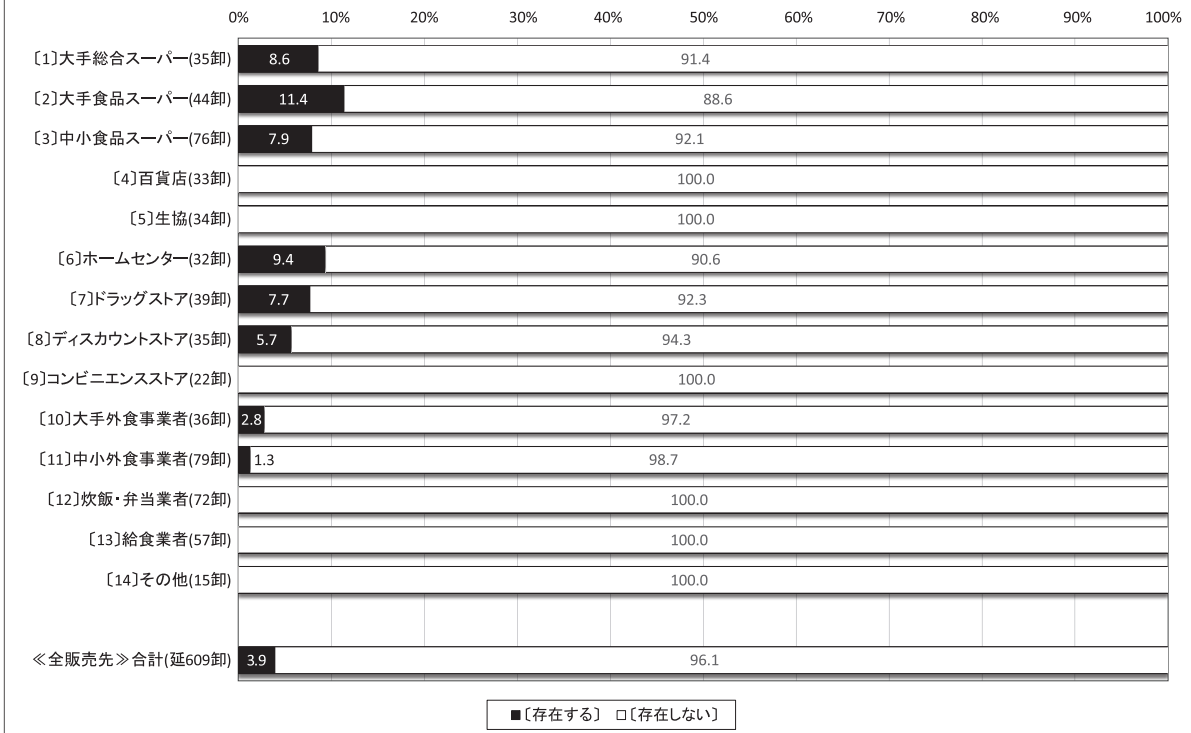 0% 10% 20% 30% 40% 50% 60% 70% 80% 90% 100%
〔1〕大手総合スーパー(35卸) 8.6 91.4
〔2〕大手食品スーパー(44卸) 11.4 88.6
〔3〕中小食品スーパー(76卸) 7.9 92.1
〔4〕百貨店(33卸) 100.0
〔5〕生協(34卸) 100.0
〔6〕ホームセンター(32卸) 9.4 90.6
〔7〕ドラッグストア(39卸) 7.7 92.3
〔8〕ディスカウントストア(35卸) 5.7 94.3
〔9〕コンビニエンスストア(22卸) 100.0
〔10〕大手外食事業者(36卸) 2.8 97.2
〔11〕中小外食事業者(79卸) 1.3 98.7
〔12〕炊飯・弁当業者(72卸) 100.0
〔13〕給食業者(57卸) 100.0
〔14〕その他(15卸) 100.0
≪全販売先≫合計(延609卸) 3.9 96.1
■〔存在する〕 □〔存在しない〕